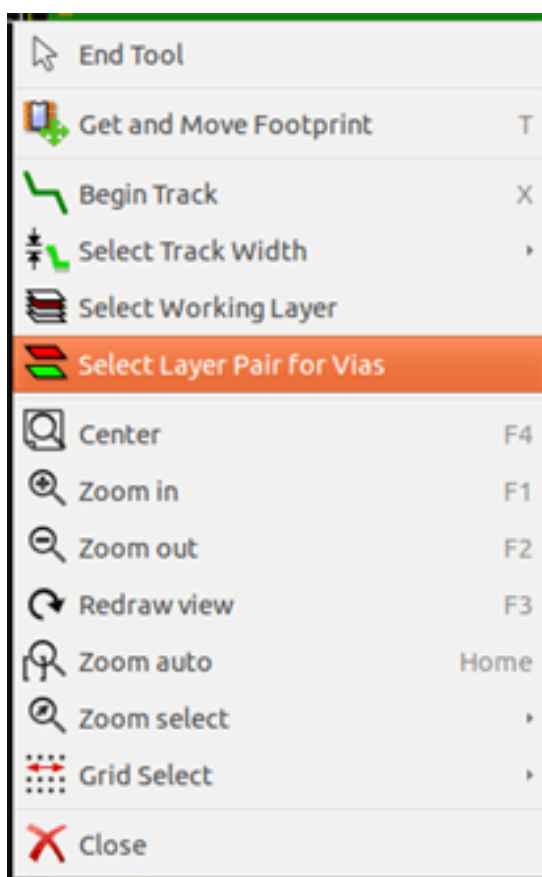 End Tool
Get and Move Footprint T
Begin Track X
Select Track Width
Select Working Layer
Select Layer Pair for Vias
Center F4
Zoom in F1
Zoom out F2
Redraw view F3
Zoom auto Home
Zoom select
Grid Select
Close